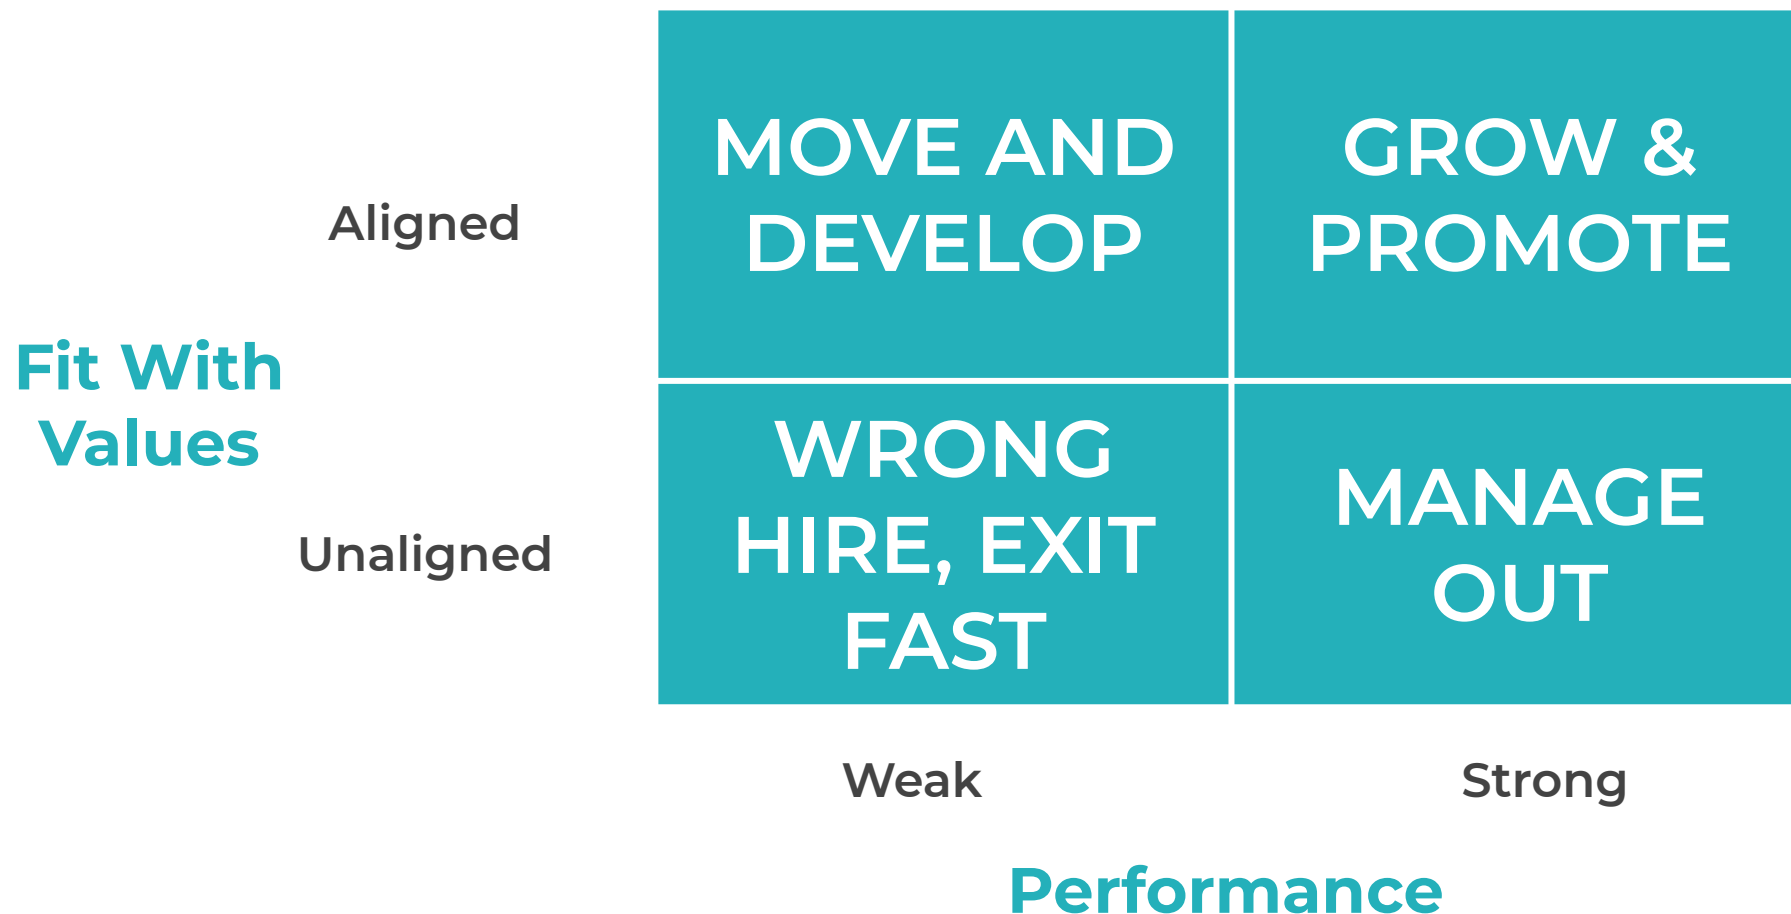 MOVE AND
DEVELOP
GROW &
PROMOTE
Aligned
Fit With
Values
WRONG
HIRE, EXIT
FAST
MANAGE
OUT
Unaligned
Weak
Strong
Performance